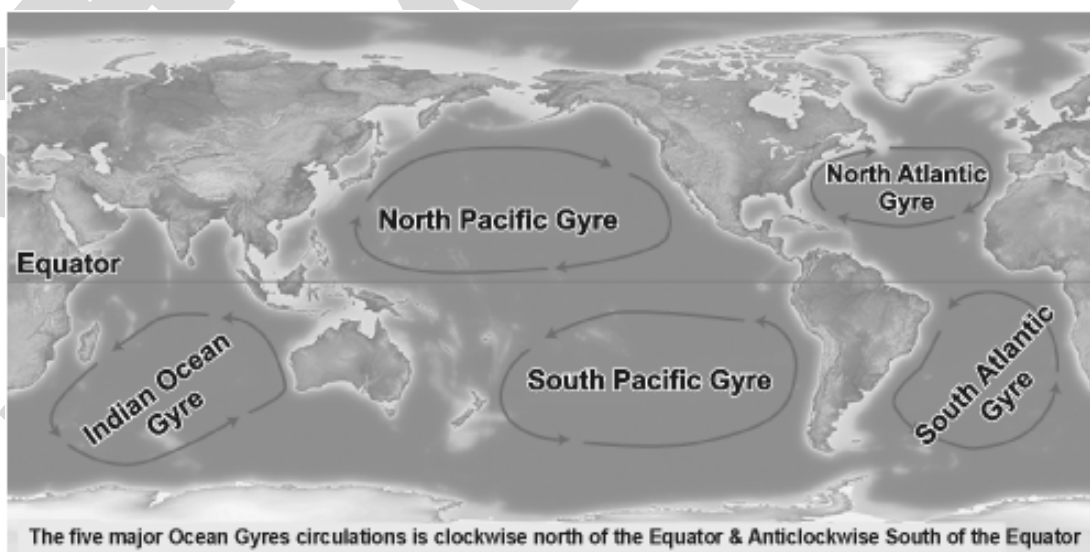 North Atlantic
Gyre
North Pacific Gyre
Equator
Indian Ocean
Gyre
South Pacific Gyre
South Atlantic
Gyre
The five major Ocean Gyres circulations is clockwise north of the Equator & Anticlockwise South of the Equator